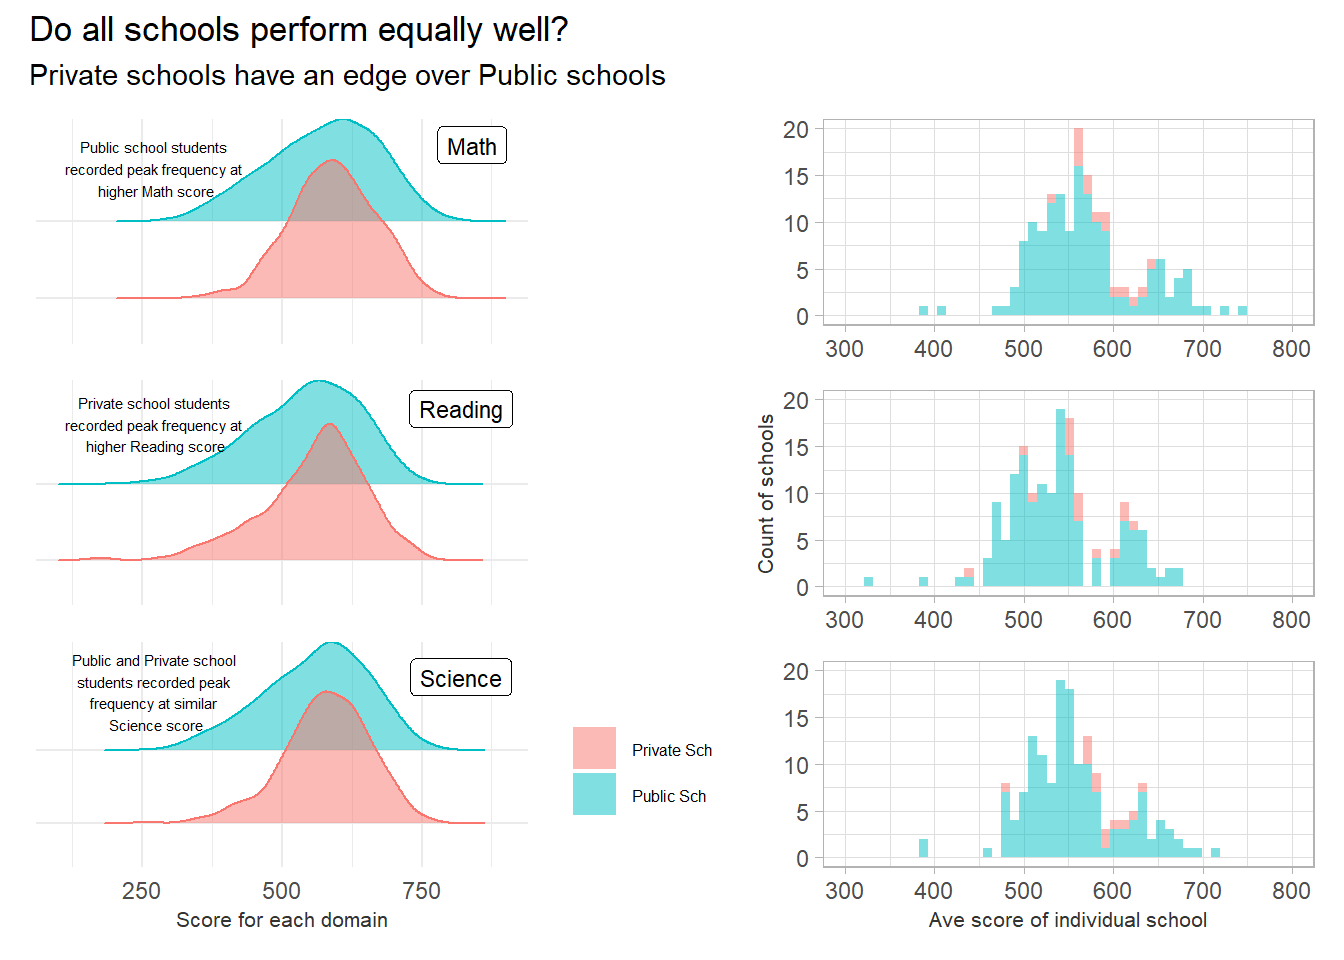 Do all schools perform equally well?
Private schools have an edge over Public schools
Public school students
recorded peak frequency at
higher Math score
Math
Private school students
recorded peak frequency at
higher Reading score
Reading
Public and Private school
students recorded peak
frequency at similar
Science score
Science
250 500 750
Score for each domain
Private Sch
Public Sch
20
15
10
5
0
300 400 500 600 700 800
Count of schools
20
15
10
5
0
300 400 500 600 700 800
20
15
10
5
0
300 400 500 600 700 800
Ave score of individual school